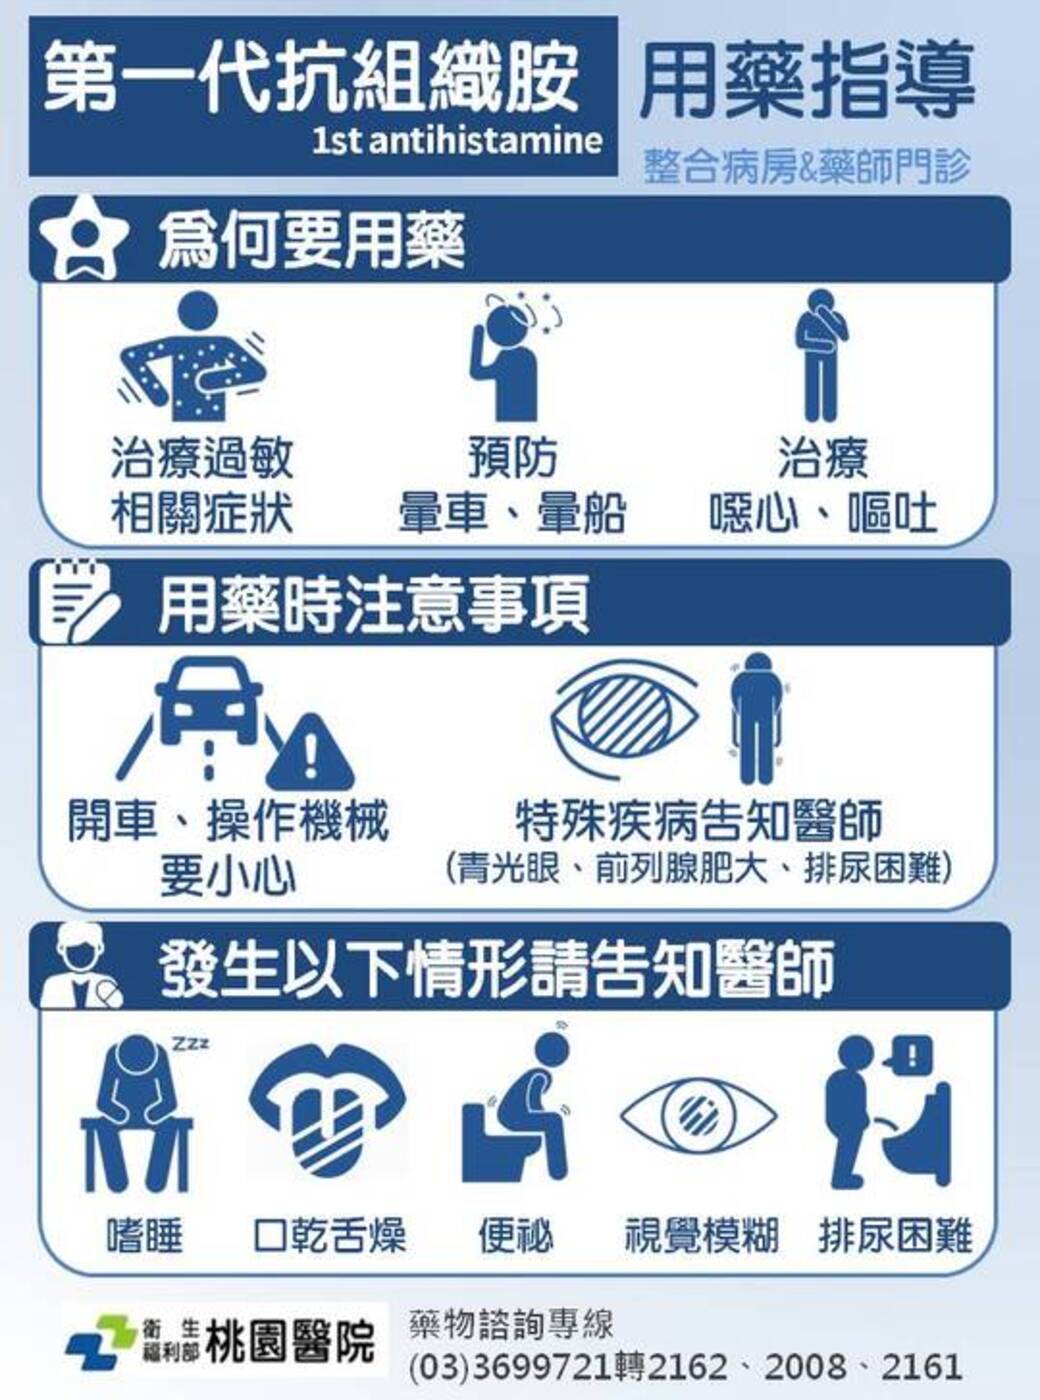 第一代抗組織胺
1st antihistamine
用藥指導
整合病房&藥師門診
爲何要用藥
治療過敏
相關症狀
預防
暈車、暈船
治療
噁心、嘔吐
用藥時注意事項
開車、操作機械
要小心
特殊疾病告知醫師
(青光眼、前列腺肥大、排尿困難)
發生以下情形請告知醫師
zzz
嗜睡
口乾舌燥
便祕
視覺模糊
排尿困難
衛生
福利部
桃園醫院
藥物諮詢專線
(03)3699721轉2162、2008、2161